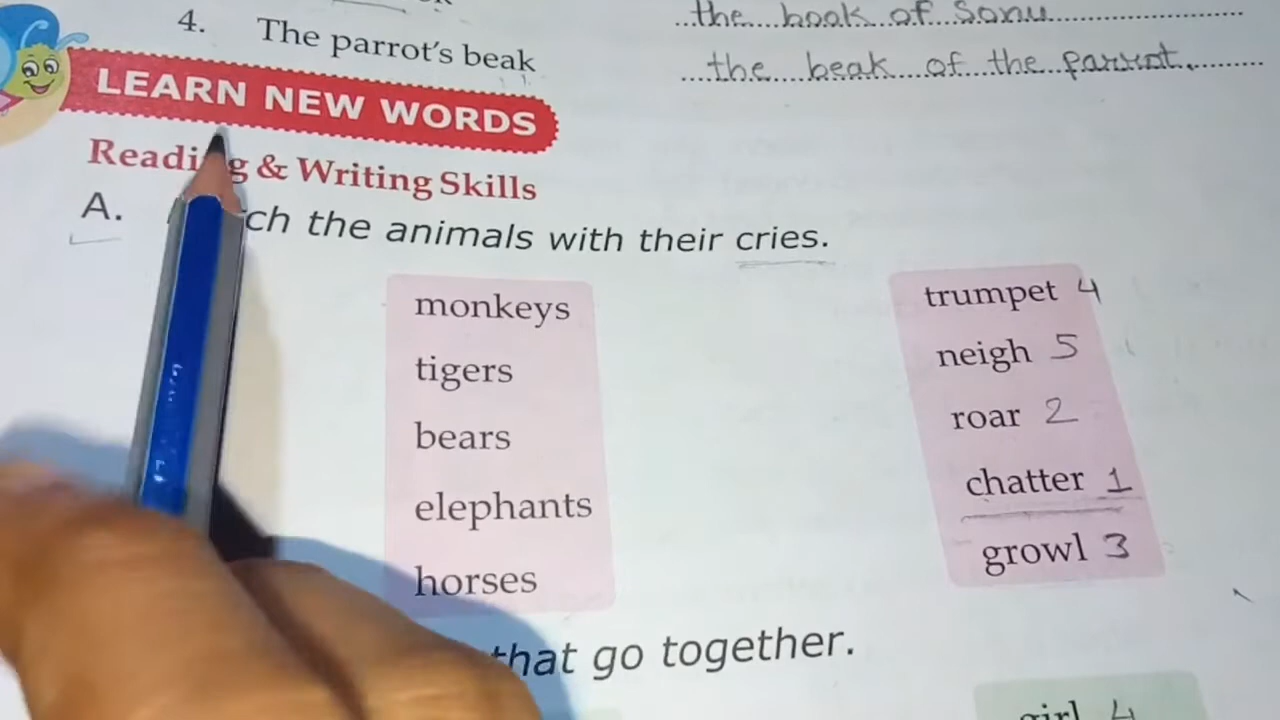 the book of Sonu
4. The parrot's beak
the beak of the parrot.
LEARN NEW WORDS
Reading & Writing Skills
A. ch the animals with their cries.
monkeys trumpet 4
tigers neigh 5
bears roar 2
elephants chatter 1
horses growl 3
that go together.
girl 4